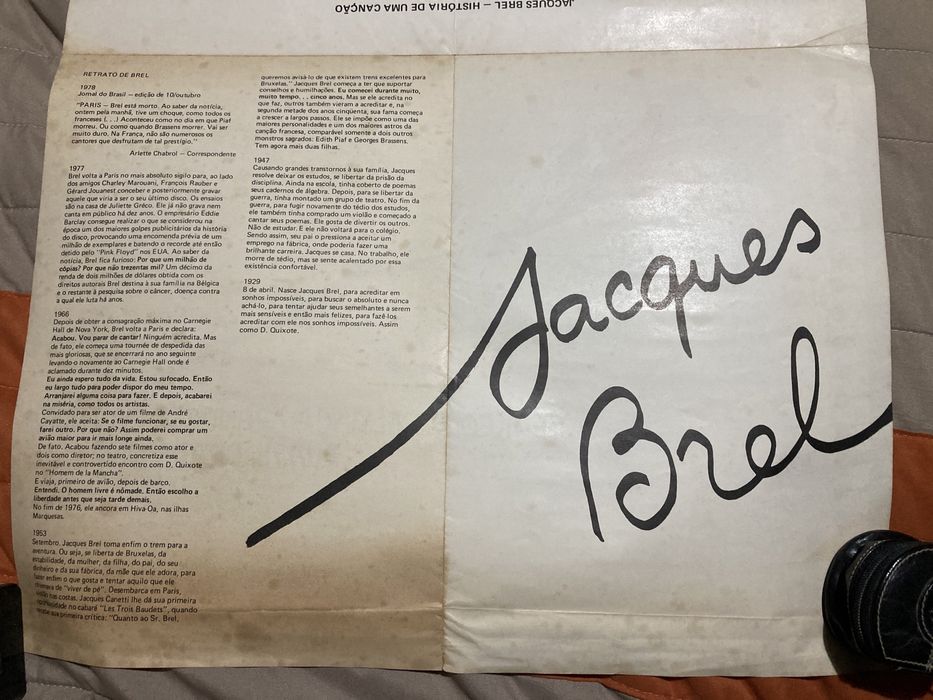 JACQUES BREL — HISTÓRIA DE UMA CANÇÃO
RETRATO DE BREL
1978
Jornal do Brasil — edição de 10/outubro
"PARIS — Brel está morto. Ao saber da notícia,
ontem pela manhã, tive um choque, como todos os
franceses (. . .) Aconteceu como no dia em que Piaf
morreu. Ou como quando Brassens morrer. Vai ser
muito duro. Na França, não são numerosos os
cantores que desfrutam de tal prestígio."
Arlette Chabrol — Correspondente
1977
Brel volta a Paris no mais absoluto sigilo para, ao lado
dos amigos Charley Marouani, François Rauber e
Gérard Jouanest conceber e posteriormente gravar
aquele que viria a ser o seu último disco. Os ensaios
são na casa de Juliette Gréco. Ele já não grava nem
canta em público há dez anos. O empresário Eddie
Barclay consegue realizar o que se considerou na
época um dos maiores golpes publicitários da história
do disco, provocando uma encomenda prévia de um
milhão de exemplares e batendo o recorde até então
detido pelo "Pink Floyd" nos EUA. Ao saber da
notícia, Brel fica furioso: Por que um milhão de
cópias? Por que não trezentas mil? Um décimo da
renda de dois milhões de dólares obtida com os
direitos autorais Brel destina à sua família na Bélgica
e o restante à pesquisa sobre o câncer, doença contra
a qual ele luta há anos.
1966
Depois de obter a consagração máxima no Carnegie
Hall de Nova York, Brel volta a Paris e declara:
Acabou. Vou parar de cantar! Ninguém acredita. Mas
de fato, ele começa uma tournée de despedida das
mais gloriosas, que se encerrará no ano seguinte
levando o novamente ao Carnegie Hall onde é
aclamado durante dez minutos.
Eu ainda espero tudo da vida. Estou sufocado. Então
eu largo tudo para poder dispor do meu tempo.
Arranjarei alguma coisa para fazer. E depois, acabarei
na miséria, como todos os artistas.
Convidado para ser ator de um filme de André
Cayatte, ele aceita: Se o filme funcionar, se eu gostar,
farei outro. Por que não? Assim poderei comprar um
avião maior para ir mais longe ainda.
De fato. Acabou fazendo sete filmes como ator e
dois como diretor; no teatro, concretiza esse
inevitável e controvertido encontro com D. Quixote
no "Homem de la Mancha".
E viaja, primeiro de avião, depois de barco.
Entendi. O homem livre é nômade. Então escolho a
liberdade antes que seja tarde demais.
No fim de 1976, ele ancora em Hiva-Oa, nas ilhas
Marquesas.
1953
Setembro. Jacques Brel toma enfim o trem para a
aventura. Ou seja, se liberta de Bruxelas, da
estabilidade, da mulher, da filha, do pai, do seu
dinheiro e da sua fábrica, da mãe que ele adora, para
fazer enfim o que gosta e tentar aquilo que ele
chamava de "viver de pé". Desembarca em Paris,
violão nas costas. Jacques Canetti lhe dá sua primeira
oportunidade no cabaré "Les Trois Baudets", quando
recebe sua primeira crítica: "Quanto ao Sr. Brel,
queremos avisá-lo de que existem trens excelentes para
Bruxelas." Jacques Brel começa a ter que suportar
conselhos e humilhações. Eu comecei durante muito,
muito tempo. . . cinco anos. Mas se ele acredita no
que faz, outros também vieram a acreditar e, na
segunda metade dos anos cinqüenta, sua fama começa
a crescer a largos passos. Ele se impõe como uma das
maiores personalidades e um dos maiores astros da
canção francesa, comparável somente a dois outros
monstros sagrados: Edith Piaf e Georges Brassens.
Tem agora mais duas filhas.
1947
Causando grandes transtornos à sua família, Jacques
resolve deixar os estudos, se libertar da prisão da
disciplina. Ainda na escola, tinha coberto de poemas
seus cadernos de álgebra. Depois, para se libertar da
guerra, tinha montado um grupo de teatro. No fim da
guerra, para fugir novamente do tédio dos estudos,
ele também tinha comprado um violão e começado a
cantar seus poemas. Ele gosta de divertir os outros.
Não de estudar. E ele não voltará para o colégio.
Sendo assim, seu pai o pressiona a aceitar um
emprego na fábrica, onde poderia fazer uma
brilhante carreira. Jacques se casa. No trabalho, ele
morre de tédio, mas se sente acalentado por essa
existência confortável.
1929
8 de abril. Nasce Jacques Brel, para acreditar em
sonhos impossíveis, para buscar o absoluto e nunca
achá-lo, para tentar ajudar seus semelhantes a serem
mais sensíveis e então mais felizes, para fazê-los
acreditar com ele nos sonhos impossíveis. Assim
como D. Quixote.
Jacques
Brel